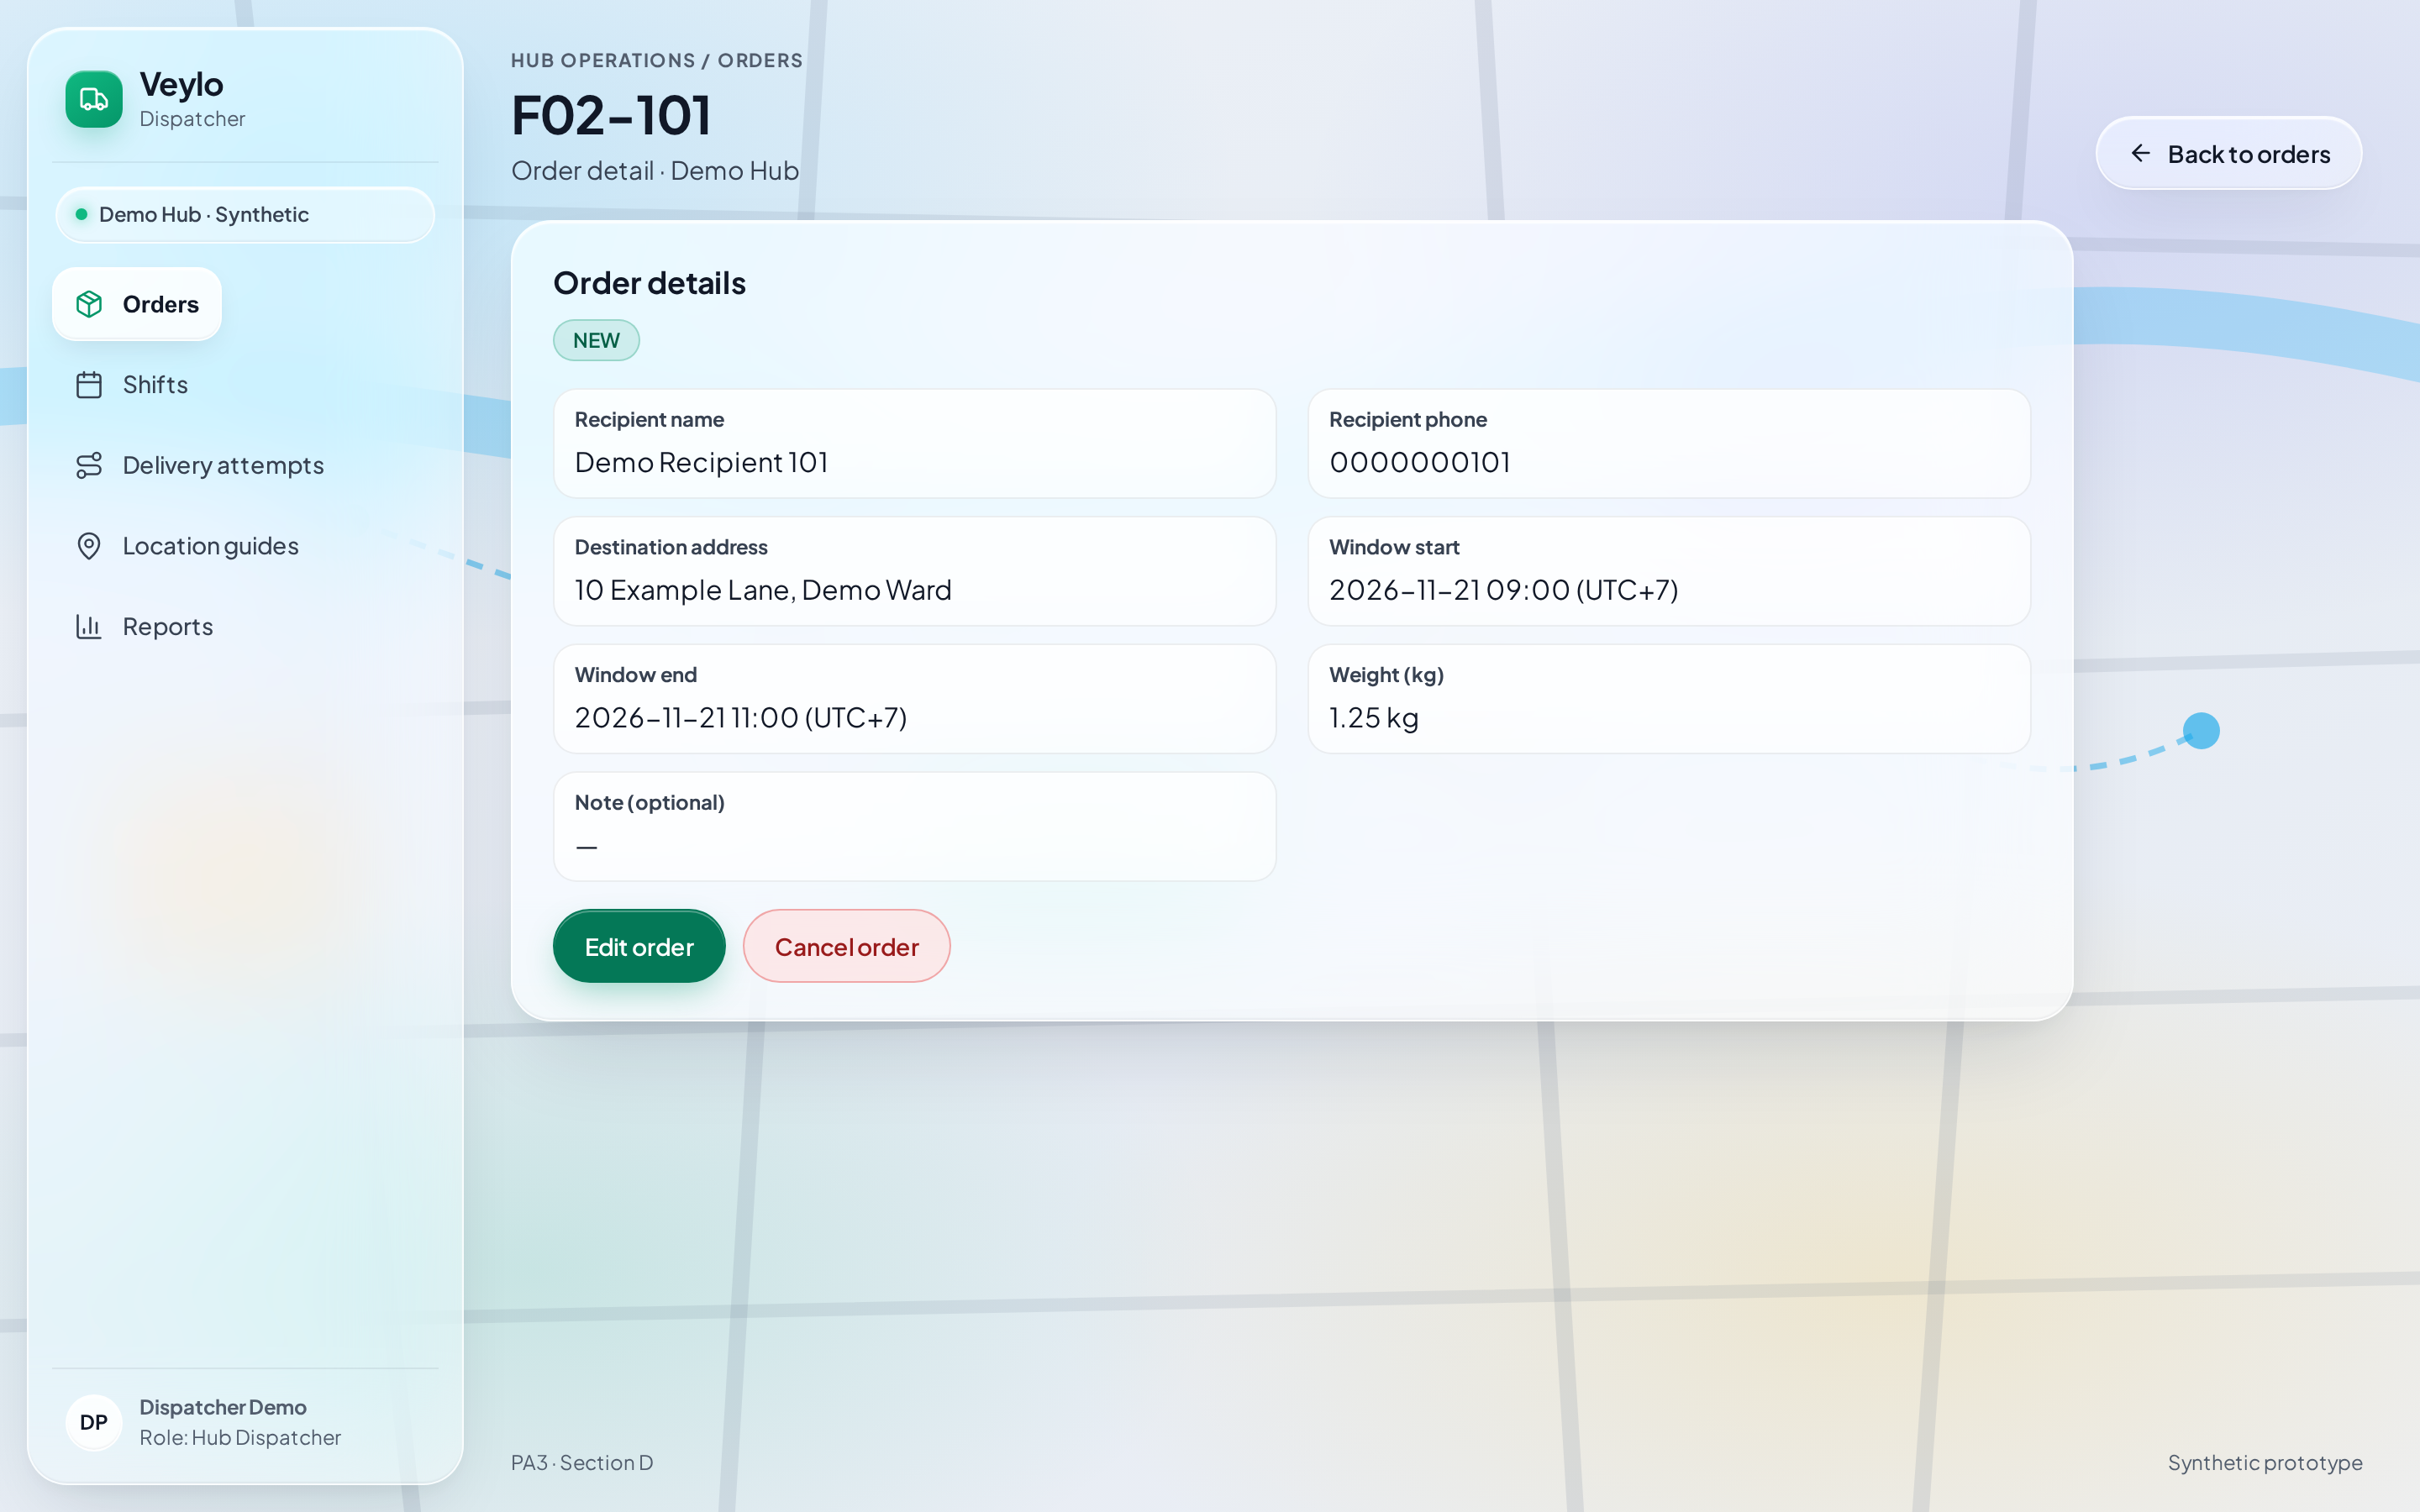 Veylo
Dispatcher
Demo Hub · Synthetic
Orders
Shifts
Delivery attempts
Location guides
Reports
DP
Dispatcher Demo
Role: Hub Dispatcher
HUB OPERATIONS / ORDERS
F02-101
Order detail · Demo Hub
Back to orders
Order details
NEW
Recipient name
Demo Recipient 101
Recipient phone
0000000101
Destination address
10 Example Lane, Demo Ward
Window start
2026-11-21 09:00 (UTC+7)
Window end
2026-11-21 11:00 (UTC+7)
Weight (kg)
1.25 kg
Note (optional)
—
Edit order
Cancel order
PA3 · Section D
Synthetic prototype